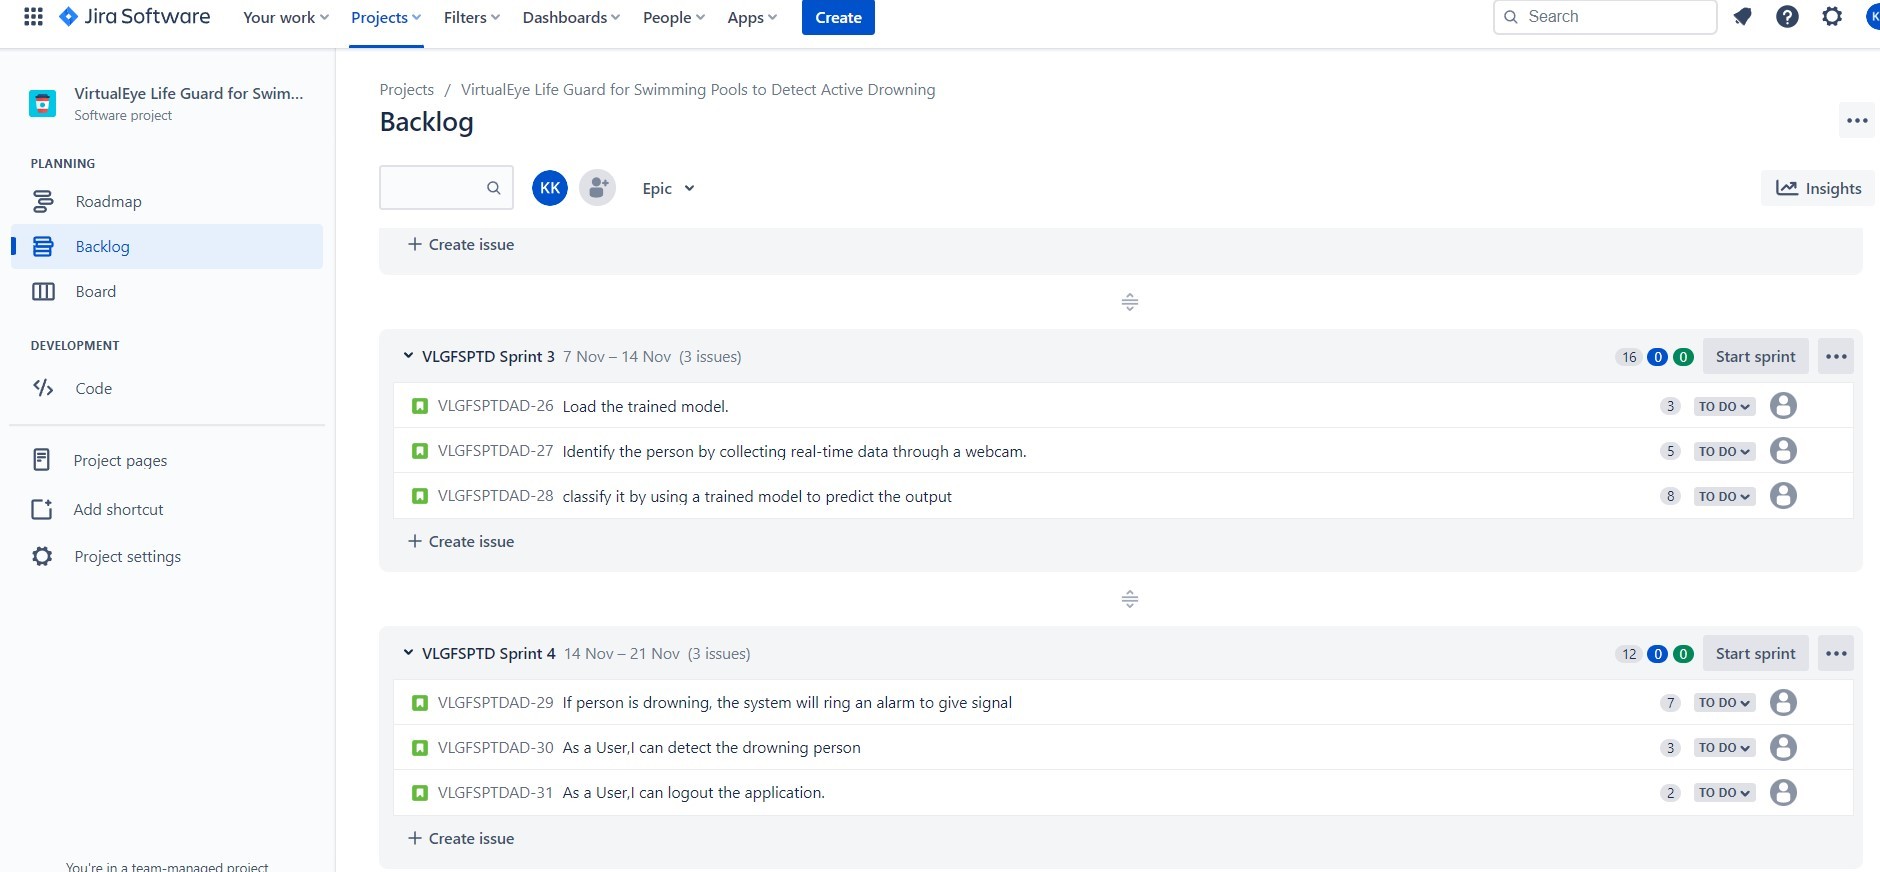 Jira Software Your work Projects Filters Dashboards People Apps Create Search
VirtualEye Life Guard for Swim...
Software project
PLANNING
Roadmap
Backlog
Board
DEVELOPMENT
Code
Project pages
Add shortcut
Project settings
You're in a team-managed project
Projects / VirtualEye Life Guard for Swimming Pools to Detect Active Drowning
Backlog
KK Epic Insights
+ Create issue
VLGFSPTD Sprint 3 7 Nov – 14 Nov (3 issues) 16 0 0 Start sprint
VLGFSPTDAD-26 Load the trained model. 3 TO DO
VLGFSPTDAD-27 Identify the person by collecting real-time data through a webcam. 5 TO DO
VLGFSPTDAD-28 classify it by using a trained model to predict the output 8 TO DO
+ Create issue
VLGFSPTD Sprint 4 14 Nov – 21 Nov (3 issues) 12 0 0 Start sprint
VLGFSPTDAD-29 If person is drowning, the system will ring an alarm to give signal 7 TO DO
VLGFSPTDAD-30 As a User,I can detect the drowning person 3 TO DO
VLGFSPTDAD-31 As a User,I can logout the application. 2 TO DO
+ Create issue